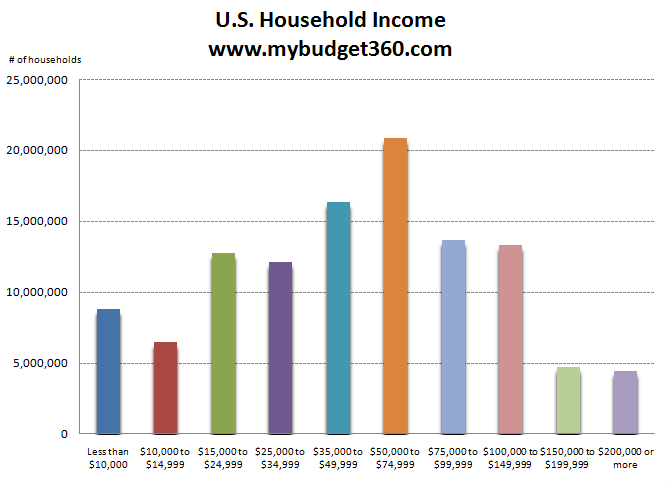 U.S. Household Income
www.mybudget360.com
# of households
25,000,000
20,000,000
15,000,000
10,000,000
5,000,000
0
Less than
$10,000
$10,000 to
$14,999
$15,000 to
$24,999
$25,000 to
$34,999
$35,000 to
$49,999
$50,000 to
$74,999
$75,000 to
$99,999
$100,000 to
$149,999
$150,000 to
$199,999
$200,000 or
more